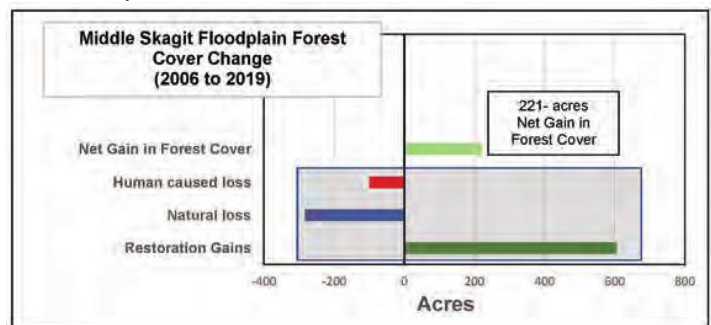 Middle Skagit Floodplain Forest
Cover Change
(2006 to 2019)
221- acres
Net Gain in
Forest Cover
Net Gain in Forest Cover
Human caused loss
Natural loss
Restoration Gains
-400 -200 0 200 400 600 800
Acres